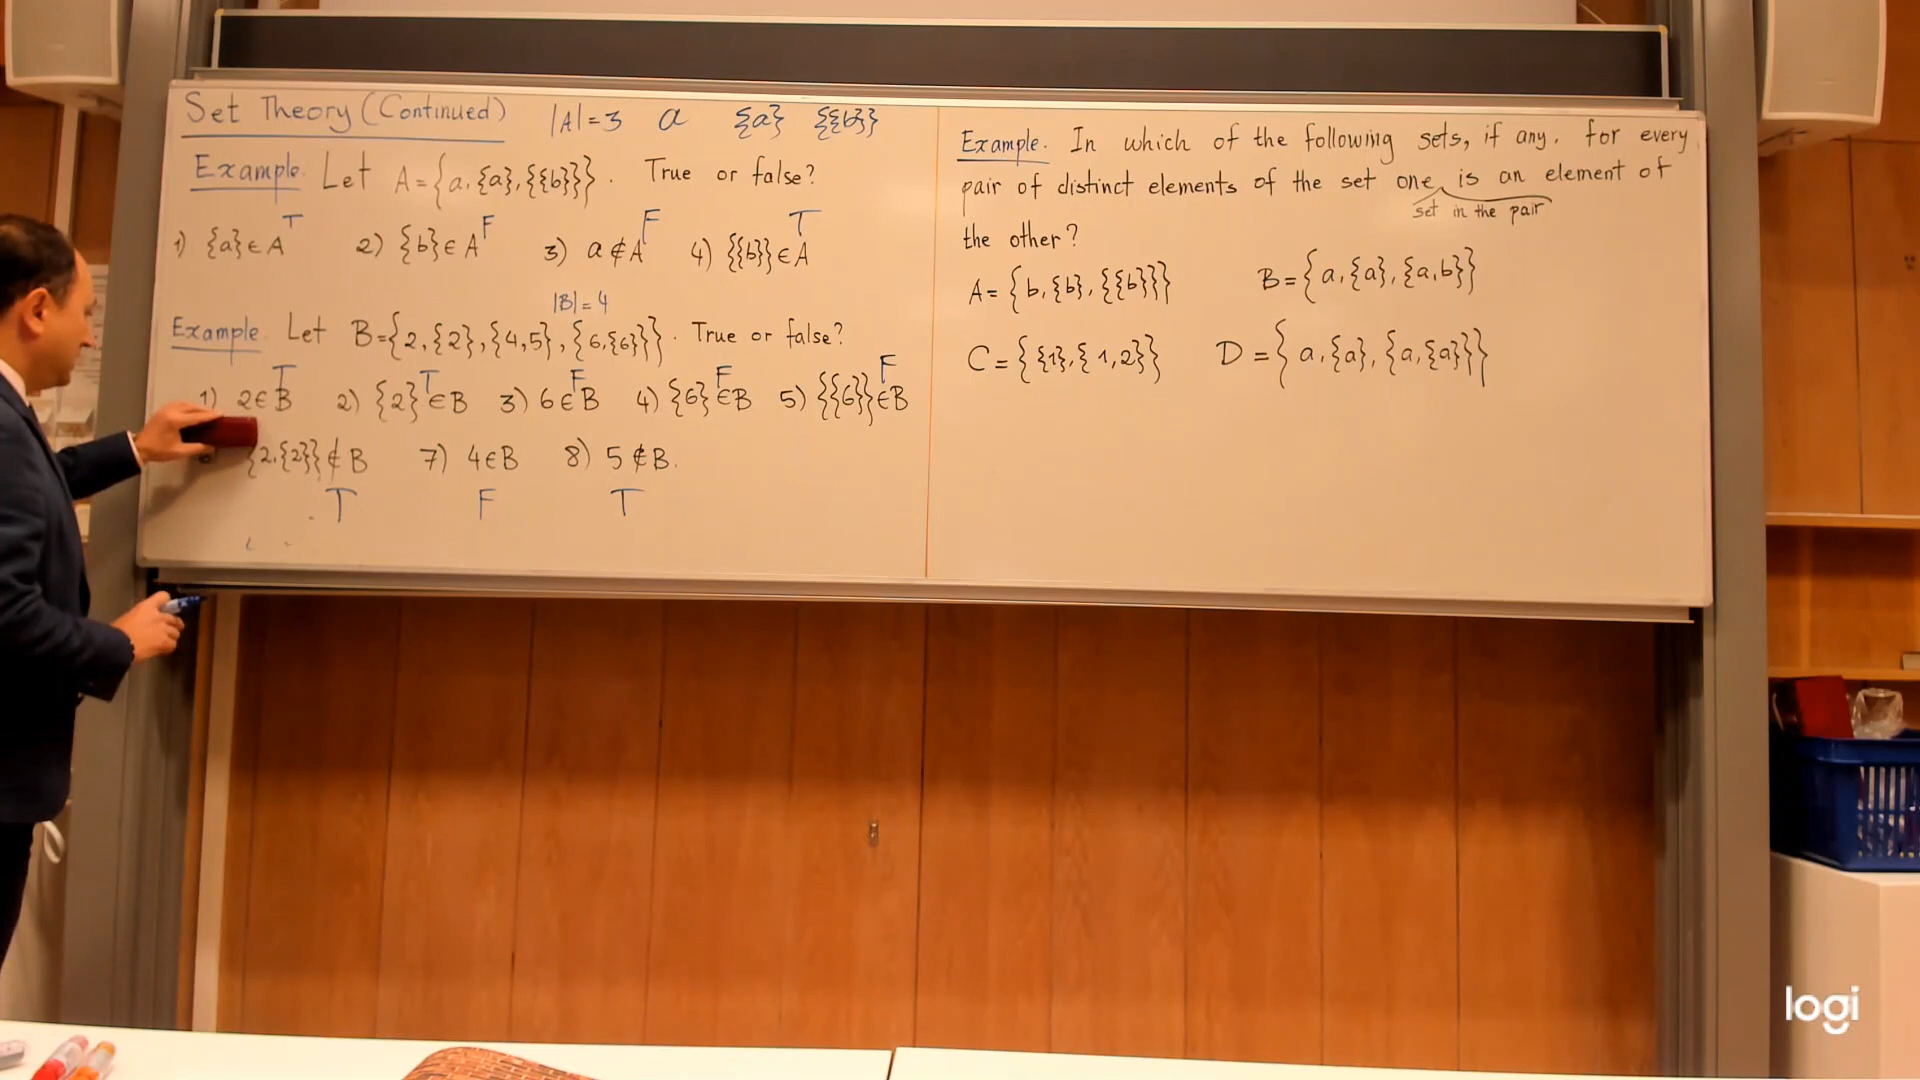 Set Theory (Continued) |A|=3 a {a} {{b}}
Example. Let A={a,{a},{{b}}}. True or false?
1) {a}∈A T 2) {b}∈A F 3) a∉A F 4) {{b}}∈A T
|B|=4
Example. Let B={2,{2},{4,5},{6,{6}}}. True or false?
1) 2∈B T 2) {2}∈B T 3) 6∈B F 4) {6}∈B F 5) {{6}}∈B F
{2,{2}}∉B 7) 4∈B 8) 5∉B.
T F T
Example. In which of the following sets, if any, for every
pair of distinct elements of the set one is an element of
set in the pair
the other?
A={b,{b},{{b}}} B={a,{a},{a,b}}
C={{1},{1,2}} D={a,{a},{a,{a}}}
logi